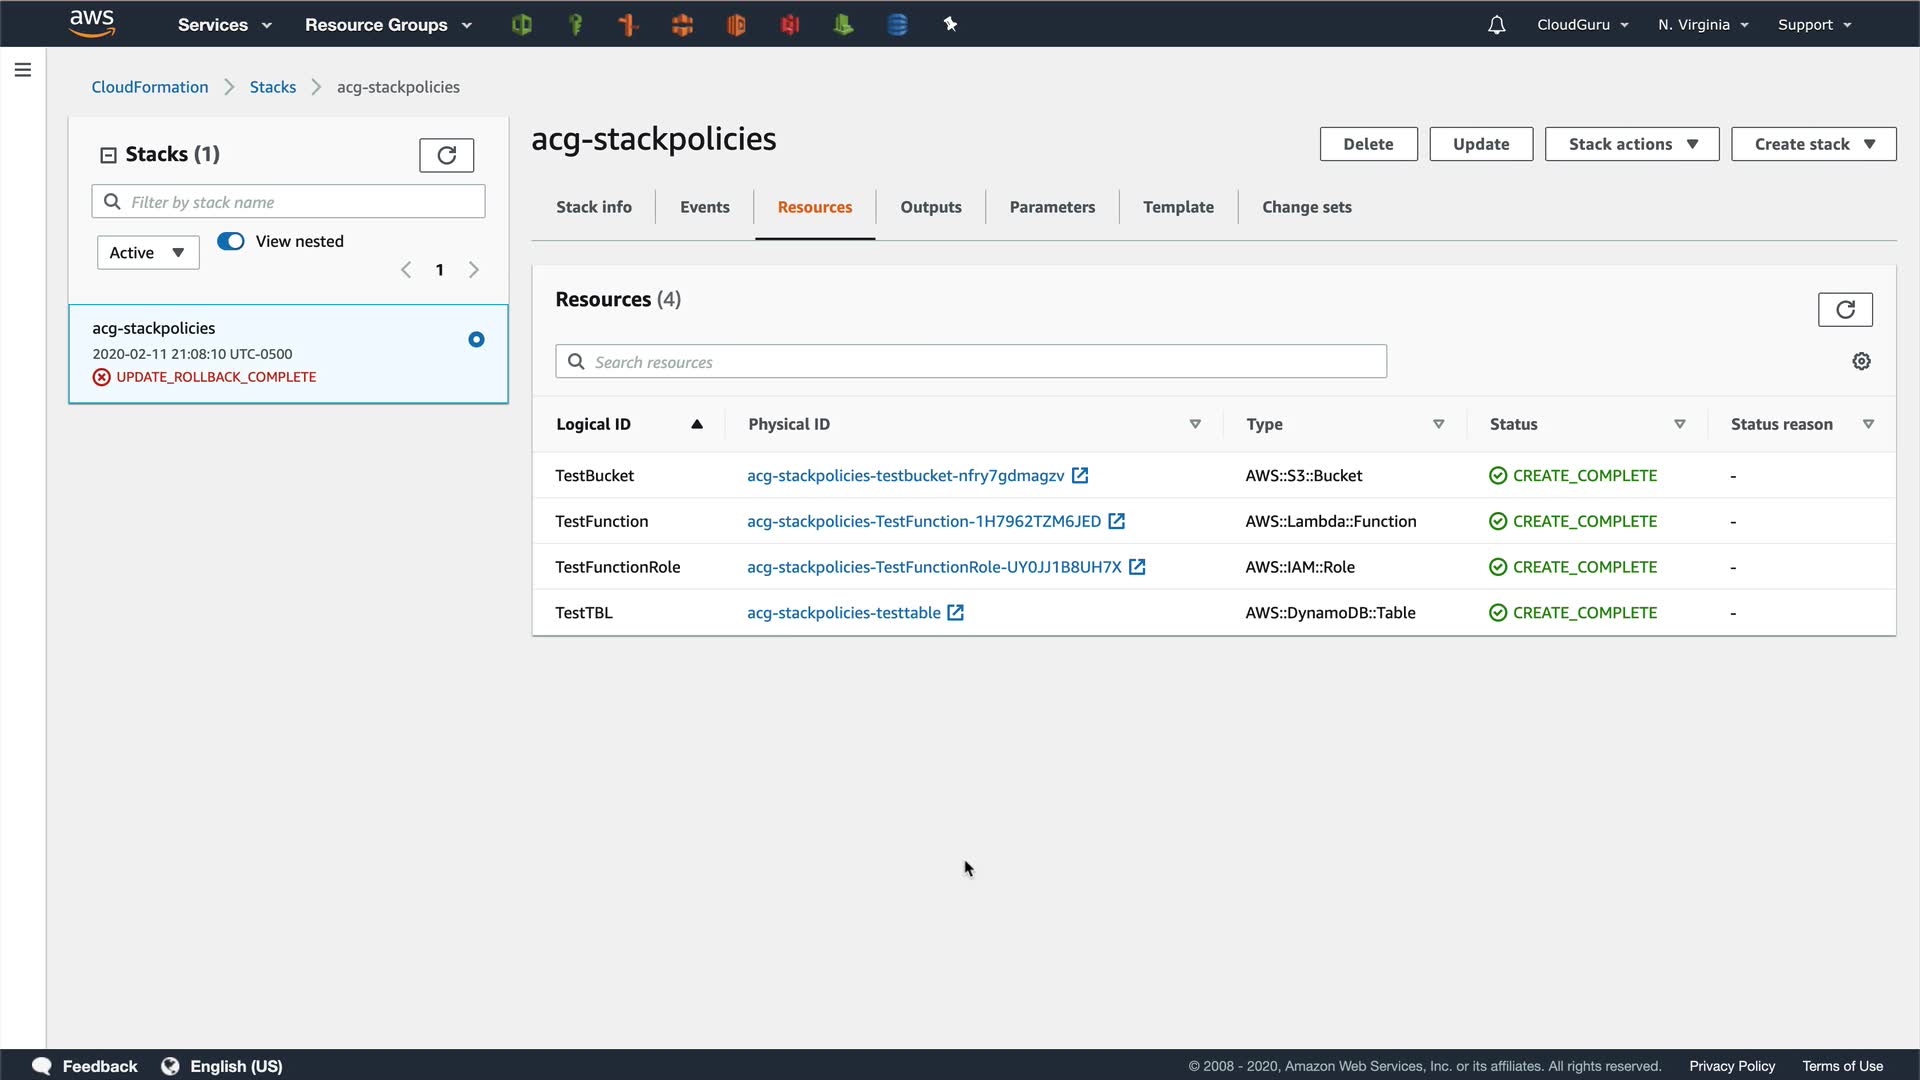 aws Services Resource Groups CloudGuru N. Virginia Support
CloudFormation Stacks acg-stackpolicies
Stacks (1)
Filter by stack name
Active View nested
1
acg-stackpolicies
2020-02-11 21:08:10 UTC-0500
UPDATE_ROLLBACK_COMPLETE
acg-stackpolicies
Delete Update Stack actions Create stack
Stack info Events Resources Outputs Parameters Template Change sets
Resources (4)
Search resources
Logical ID Physical ID Type Status Status reason
TestBucket acg-stackpolicies-testbucket-nfry7gdmagzv AWS::S3::Bucket CREATE_COMPLETE -
TestFunction acg-stackpolicies-TestFunction-1H7962TZM6JED AWS::Lambda::Function CREATE_COMPLETE -
TestFunctionRole acg-stackpolicies-TestFunctionRole-UY0JJ1B8UH7X AWS::IAM::Role CREATE_COMPLETE -
TestTBL acg-stackpolicies-testtable AWS::DynamoDB::Table CREATE_COMPLETE -
Feedback English (US) © 2008 - 2020, Amazon Web Services, Inc. or its affiliates. All rights reserved. Privacy Policy Terms of Use